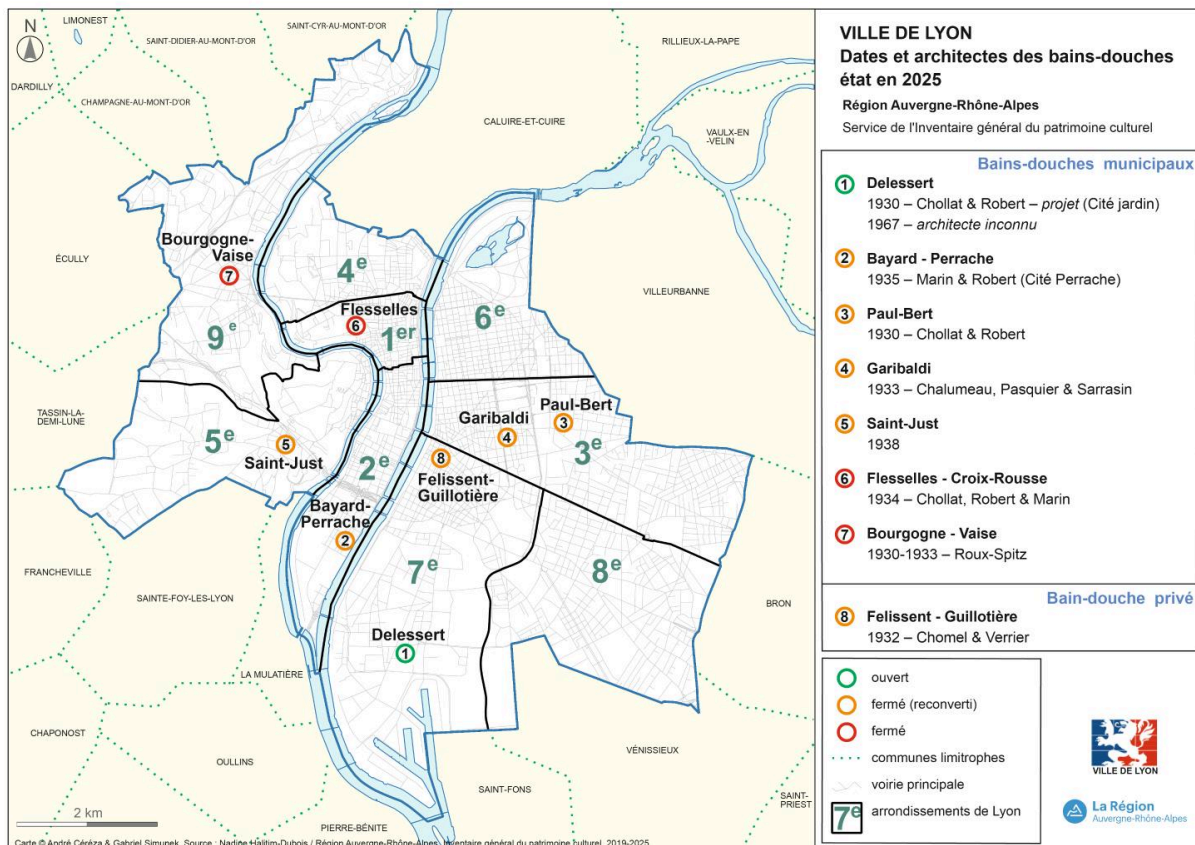 N
LIMONEST
SAINT-CYR-AU-MONT-D'OR
SAINT-DIDIER-AU-MONT-D'OR
RILLIEUX-LA-PAPE
DARDILLY
CHAMPAGNE-AU-MONT-D'OR
CALUIRE-ET-CUIRE
VAULX-EN
-VELIN
Bourgogne-
Vaise
7
ÉCULLY
4e
VILLEURBANNE
Flesselles
6
1er
6e
9e
TASSIN-LA-
DEMI-LUNE
Paul-Bert
3
Garibaldi
4
3e
5e
5
Saint-Just
2e
8
Felissent-
Guillotière
Bayard-
Perrache
2
7e
8e
FRANCHEVILLE
SAINTE-FOY-LES-LYON
BRON
Delessert
1
LA MULATIÈRE
CHAPONOST
OULLINS
VÉNISSIEUX
SAINT-FONS
SAINT-
PRIEST
2 km
PIERRE-BÉNITE
Carte © André Céréza & Gabriel Simunek. Source : Nadine Halitim-Dubois / Région Auvergne-Rhône-Alpes, Inventaire général du patrimoine culturel, 2019-2025
VILLE DE LYON
Dates et architectes des bains-douches
état en 2025
Région Auvergne-Rhône-Alpes
Service de l'Inventaire général du patrimoine culturel
Bains-douches municipaux
1 Delessert
1930 – Chollat & Robert – projet (Cité jardin)
1967 – architecte inconnu
2 Bayard - Perrache
1935 – Marin & Robert (Cité Perrache)
3 Paul-Bert
1930 – Chollat & Robert
4 Garibaldi
1933 – Chalumeau, Pasquier & Sarrasin
5 Saint-Just
1938
6 Flesselles - Croix-Rousse
1934 – Chollat, Robert & Marin
7 Bourgogne - Vaise
1930-1933 – Roux-Spitz
Bain-douche privé
8 Felissent - Guillotière
1932 – Chomel & Verrier
ouvert
fermé (reconverti)
fermé
communes limitrophes
voirie principale
7e arrondissements de Lyon
VILLE DE LYON
La Région
Auvergne-Rhône-Alpes